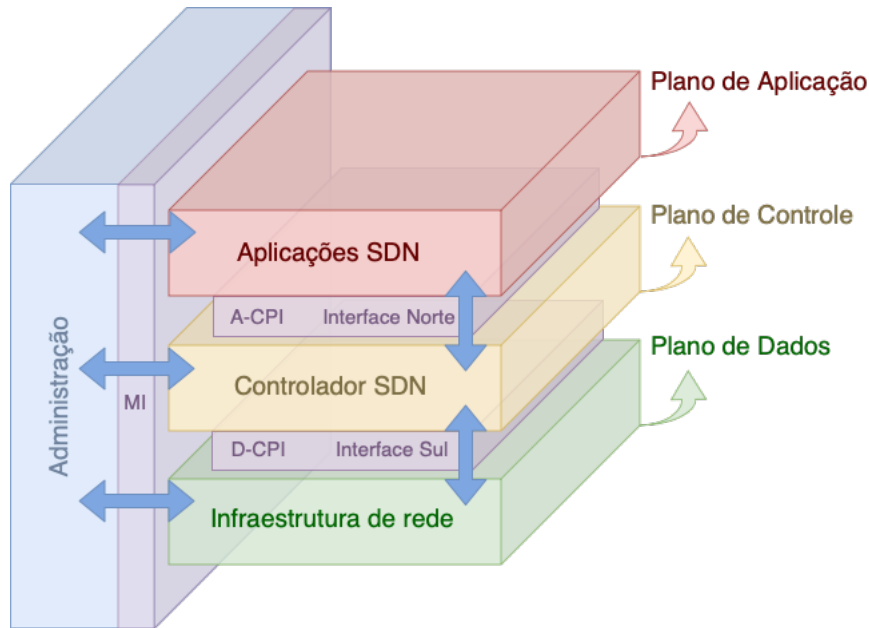 Plano de Aplicação
Aplicações SDN
Plano de Controle
A-CPI Interface Norte
Controlador SDN
Plano de Dados
D-CPI Interface Sul
Infraestrutura de rede
Administração
MI